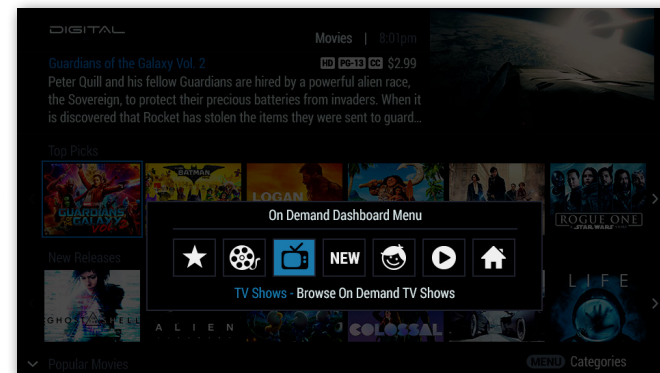 DIGITAL
Movies | 8:01pm
Guardians of the Galaxy Vol. 2
HD PG-13 CC $2.99
Peter Quill and his fellow Guardians are hired by a powerful alien race,
the Sovereign, to protect their precious batteries from invaders. When it
is discovered that Rocket has stolen the items they were sent to guard...
Top Picks
BATMAN
GUARDIANS
GALAXY
LOGAN
ROGUE ONE
STAR WARS
On Demand Dashboard Menu
NEW
TV Shows - Browse On Demand TV Shows
New Releases
GHOST SHELL
ALIEN
COLOSSAL
LIFE
Popular Movies
MENU Categories